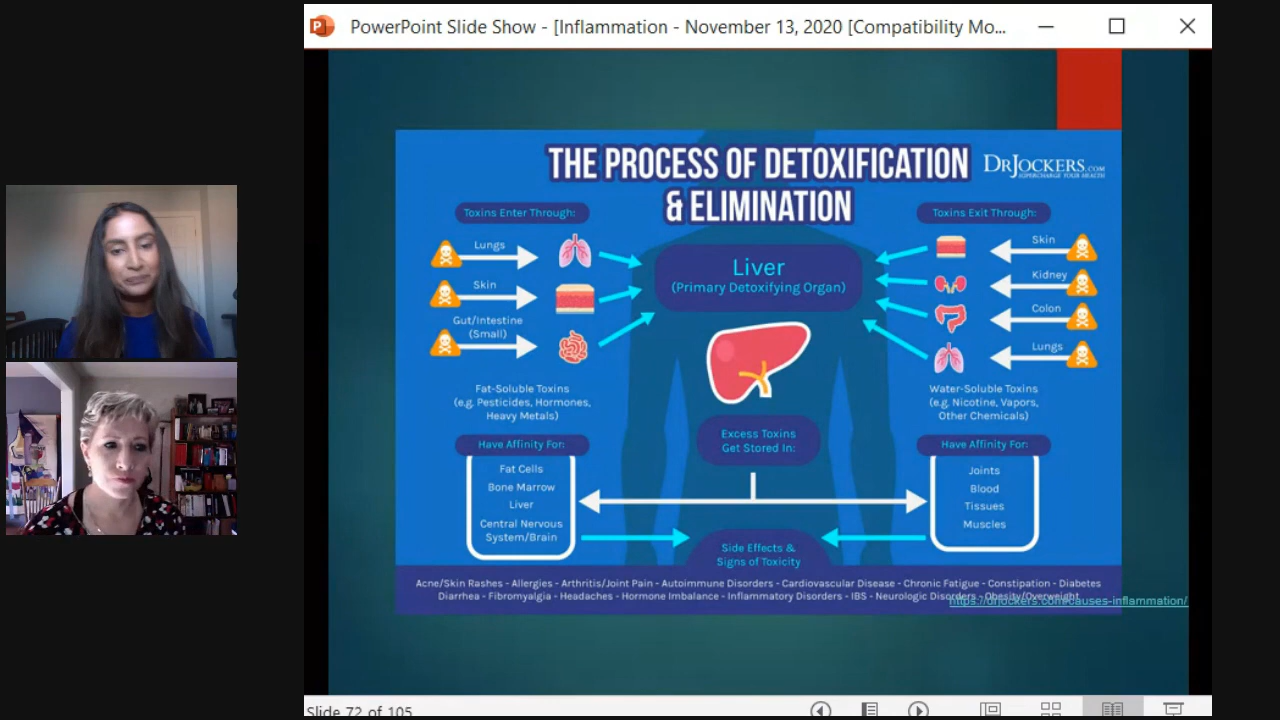 PowerPoint Slide Show - [Inflammation - November 13, 2020 [Compatibility Mo...
THE PROCESS OF DETOXIFICATION
& ELIMINATION
DRJOCKERS.COM
SUPERCHARGE YOUR HEALTH
Toxins Enter Through:
Lungs
Skin
Gut/Intestine
(Small)
Fat-Soluble Toxins
(e.g. Pesticides, Hormones,
Heavy Metals)
Have Affinity For:
Fat Cells
Bone Marrow
Liver
Central Nervous
System/Brain
Liver
(Primary Detoxifying Organ)
Excess Toxins
Get Stored In:
Side Effects &
Signs of Toxicity
Toxins Exit Through:
Skin
Kidney
Colon
Lungs
Water-Soluble Toxins
(e.g. Nicotine, Vapors,
Other Chemicals)
Have Affinity For:
Joints
Blood
Tissues
Muscles
Acne/Skin Rashes - Allergies - Arthritis/Joint Pain - Autoimmune Disorders - Cardiovascular Disease - Chronic Fatigue - Constipation - Diabetes
Diarrhea - Fibromyalgia - Headaches - Hormone Imbalance - Inflammatory Disorders - IBS - Neurologic Disorders - Obesity/Overweight
https://drjockers.com/causes-inflammation/
Slide 72 of 105